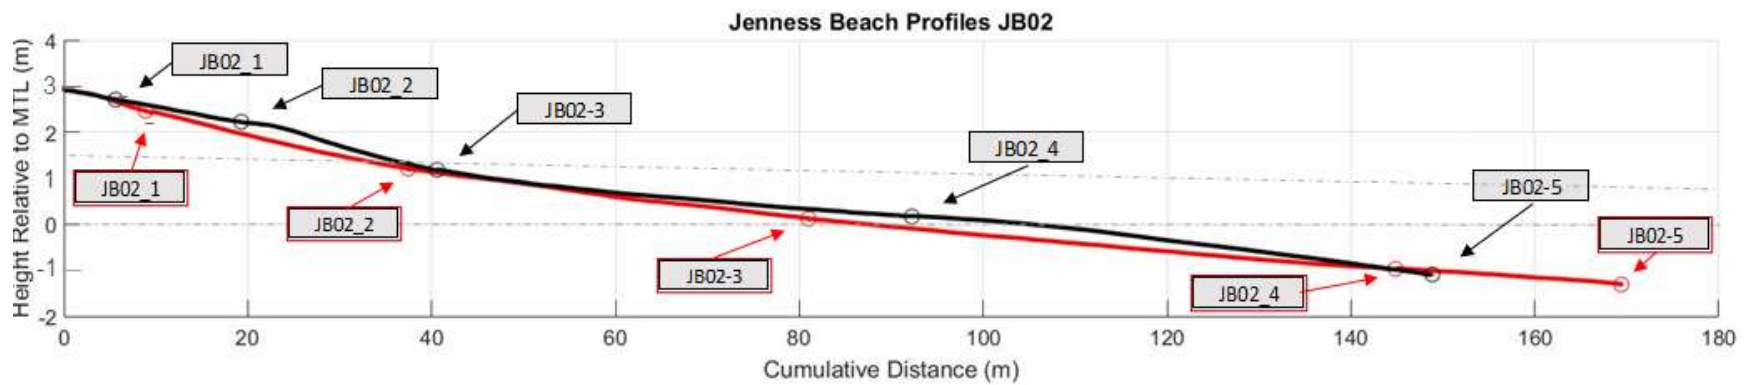 Jenness Beach Profiles JB02
Height Relative to MTL (m)
4
3
2
1
0
-1
-2
JB02_1
JB02_2
JB02-3
JB02_4
JB02-5
JB02_1
JB02_2
JB02-3
JB02_4
JB02-5
0 20 40 60 80 100 120 140 160 180
Cumulative Distance (m)